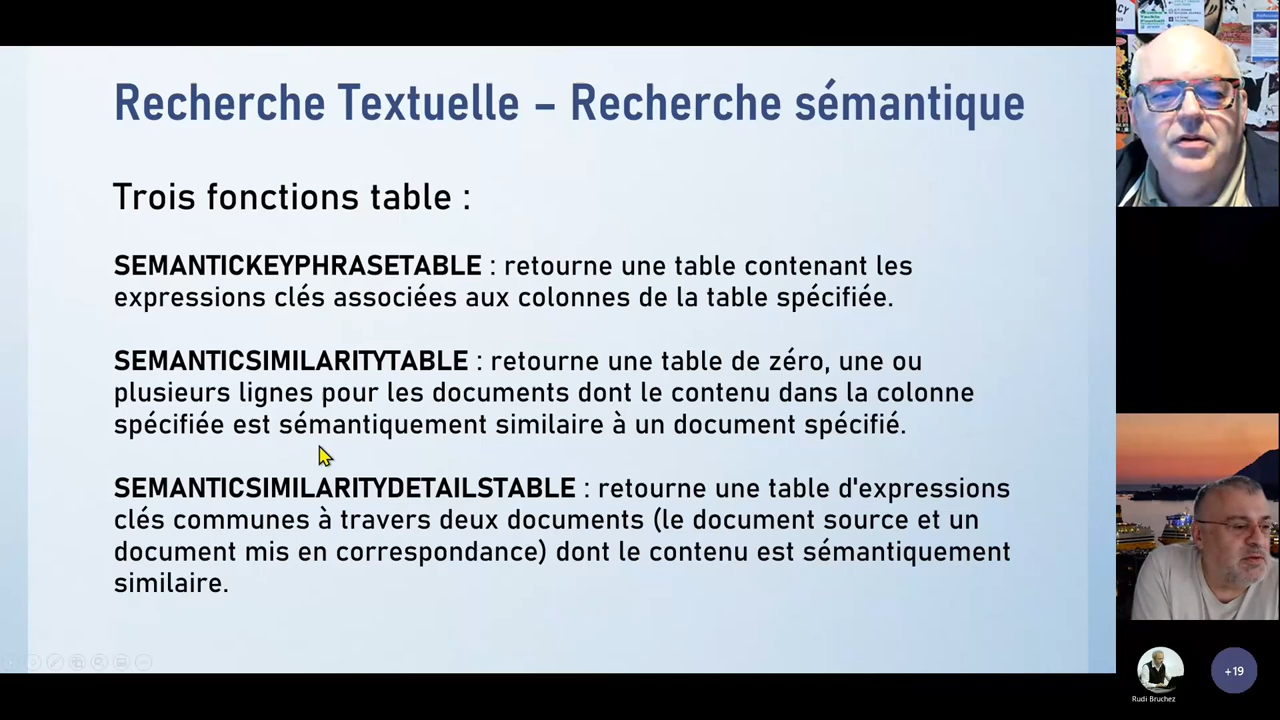 Recherche Textuelle – Recherche sémantique
Trois fonctions table :
SEMANTICKEYPHRASETABLE : retourne une table contenant les
expressions clés associées aux colonnes de la table spécifiée.
SEMANTICSIMILARITYTABLE : retourne une table de zéro, une ou
plusieurs lignes pour les documents dont le contenu dans la colonne
spécifiée est sémantiquement similaire à un document spécifié.
SEMANTICSIMILARITYDETAILSTABLE : retourne une table d'expressions
clés communes à travers deux documents (le document source et un
document mis en correspondance) dont le contenu est sémantiquement
similaire.
Rudi Bruchez
+19